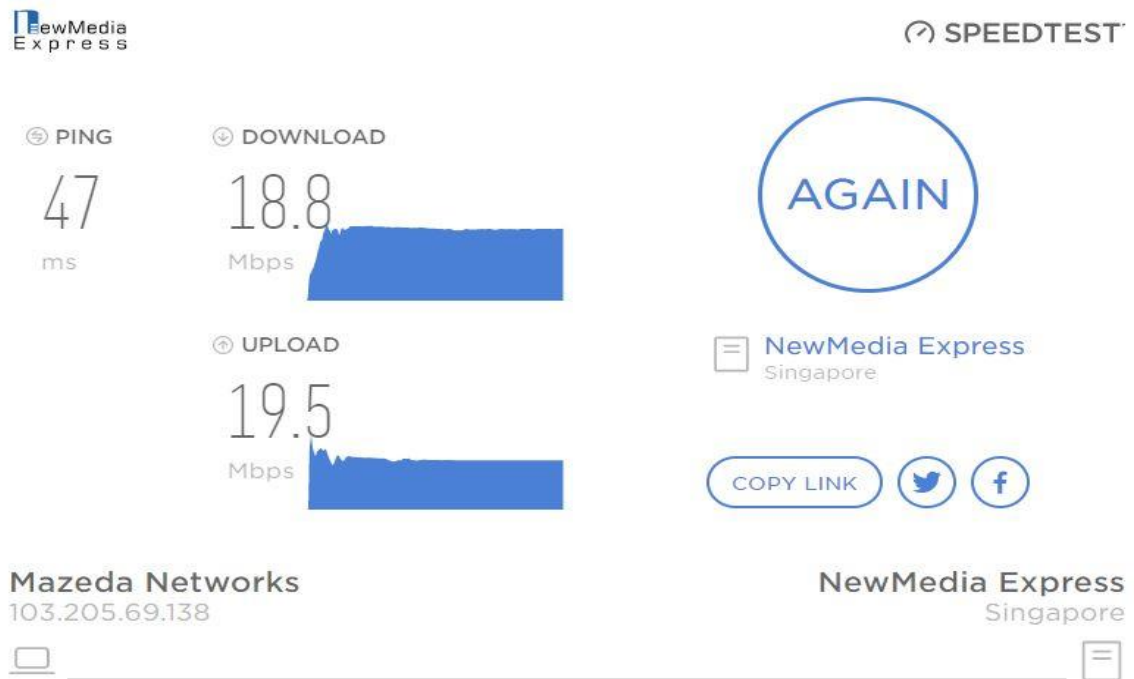 NewMedia
Express
SPEEDTEST
PING
47
ms
DOWNLOAD
18.8
Mbps
UPLOAD
19.5
Mbps
AGAIN
NewMedia Express
Singapore
COPY LINK
Mazeda Networks
103.205.69.138
NewMedia Express
Singapore